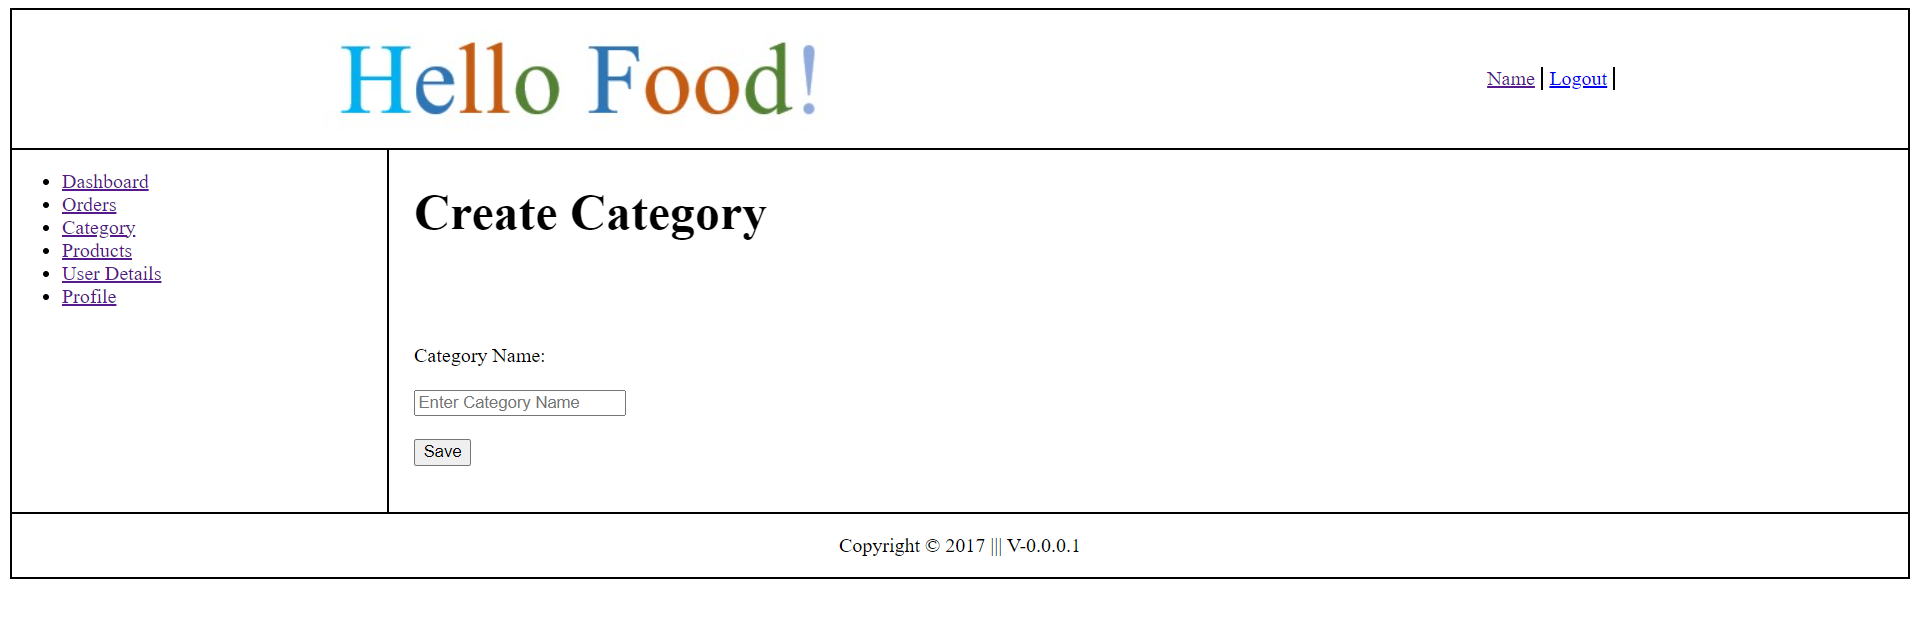 Hello Food!
Name | Logout |
Dashboard
Orders
Category
Products
User Details
Profile
Create Category
Category Name:
Enter Category Name
Save
Copyright © 2017 ||| V-0.0.0.1